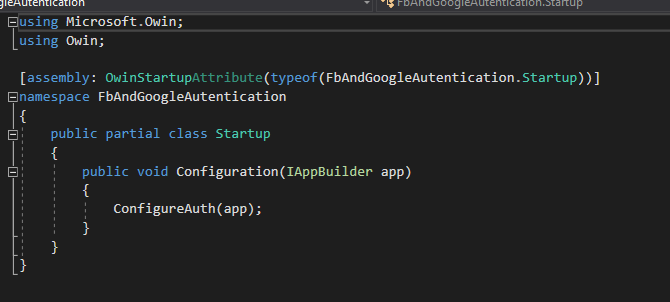 gleAutentication FbAndGoogleAutentication.Startup
using Microsoft.Owin;
using Owin;
[assembly: OwinStartupAttribute(typeof(FbAndGoogleAutentication.Startup))]
namespace FbAndGoogleAutentication
{
public partial class Startup
{
public void Configuration(IAppBuilder app)
{
ConfigureAuth(app);
}
}
}